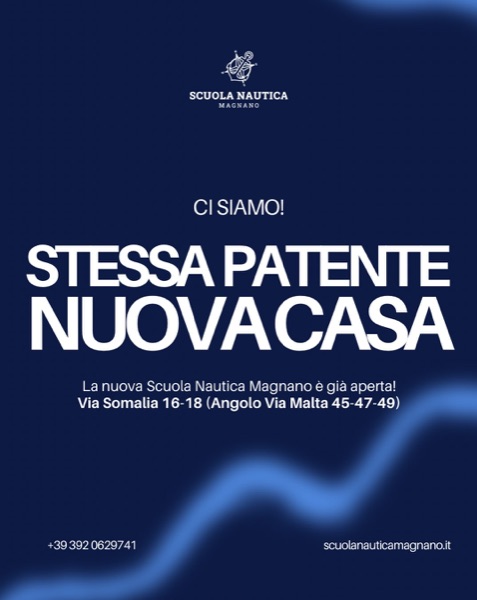 SCUOLA NAUTICA
MAGNANO
CI SIAMO!
STESSA PATENTE
NUOVA CASA
La nuova Scuola Nautica Magnano è già aperta!
Via Somalia 16-18 (Angolo Via Malta 45-47-49)
+39 392 0629741
scuolanauticamagnano.it